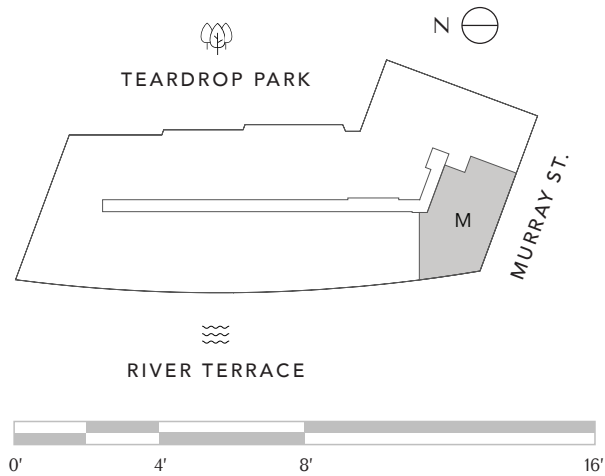 N
TEARDROP PARK
MURRAY ST.
M
RIVER TERRACE
0' 4' 8' 16'